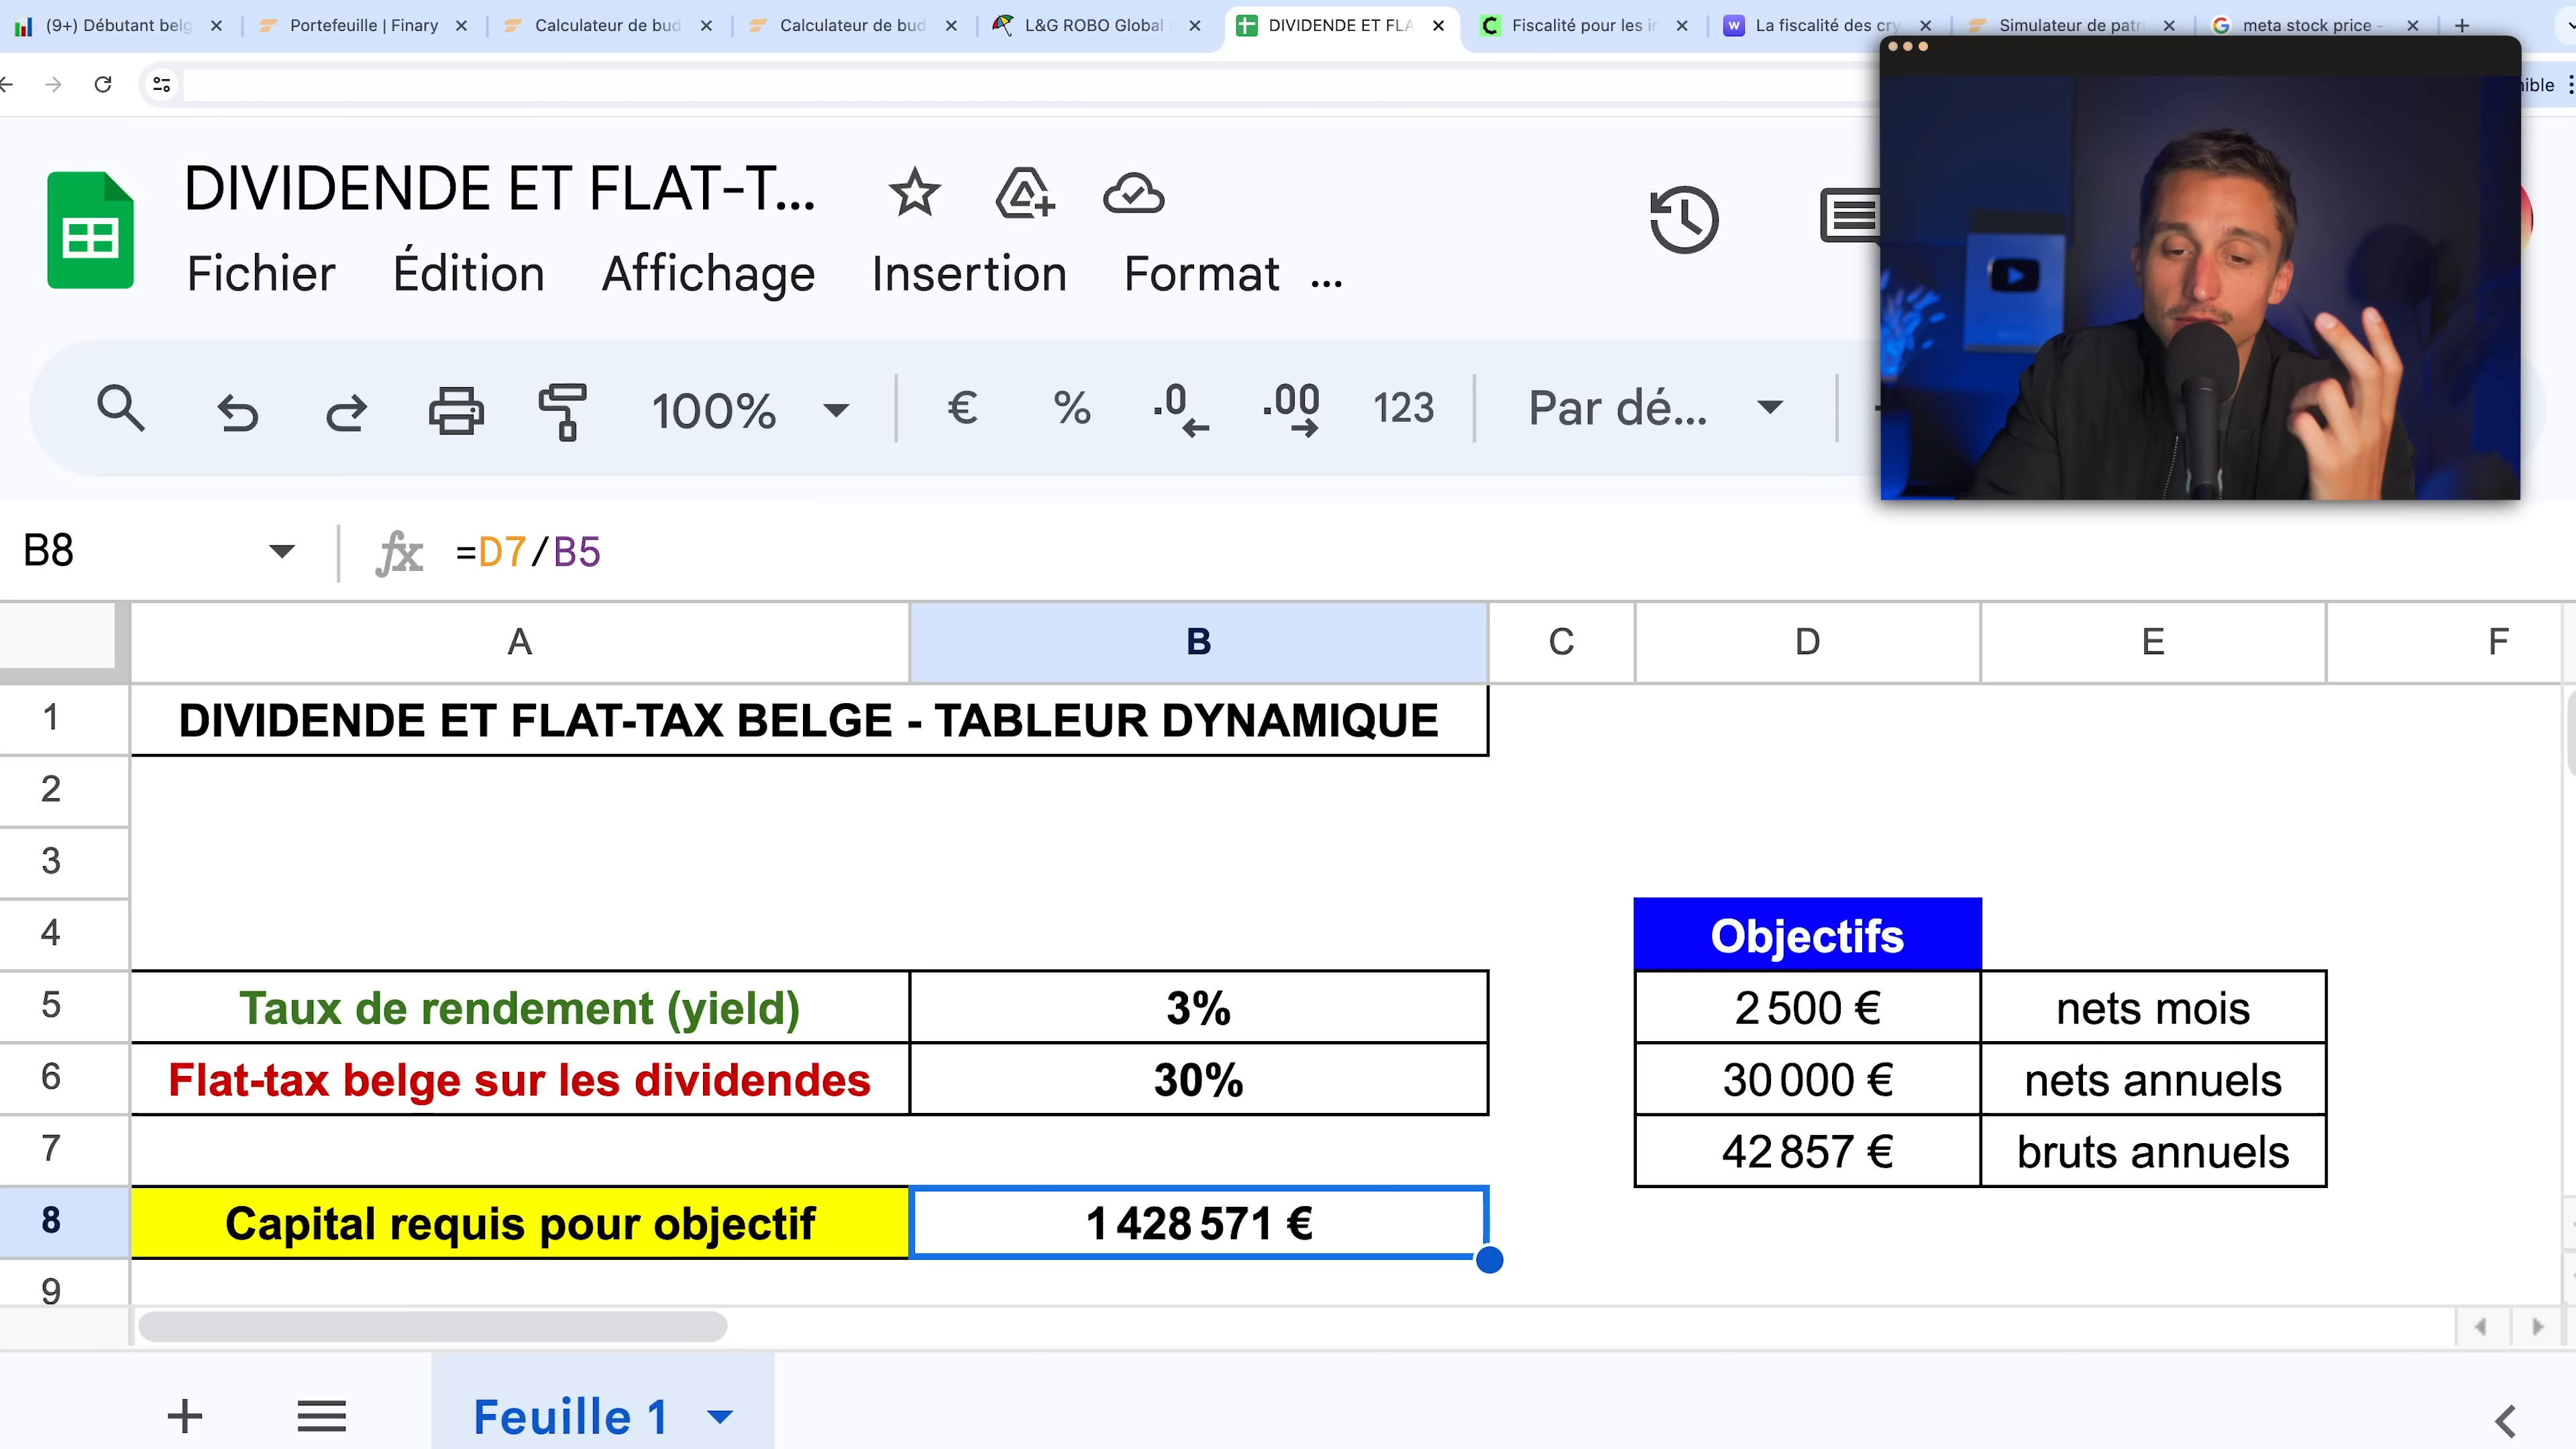 (9+) Débutant belg
Portefeuille | Finary
Calculateur de bud
Calculateur de bud
L&G ROBO Global
DIVIDENDE ET FLA
Fiscalité pour les in
La fiscalité des cry
Simulateur de patri
meta stock price -
nible
DIVIDENDE ET FLAT-T...
Fichier Édition Affichage Insertion Format ...
100% € % .0 .00 123 Par dé...
B8 fx =D7/B5
A B C D E F
1 DIVIDENDE ET FLAT-TAX BELGE - TABLEUR DYNAMIQUE
2
3
4 Objectifs
5 Taux de rendement (yield) 3% 2 500 € nets mois
6 Flat-tax belge sur les dividendes 30% 30 000 € nets annuels
7 42 857 € bruts annuels
8 Capital requis pour objectif 1 428 571 €
9
Feuille 1